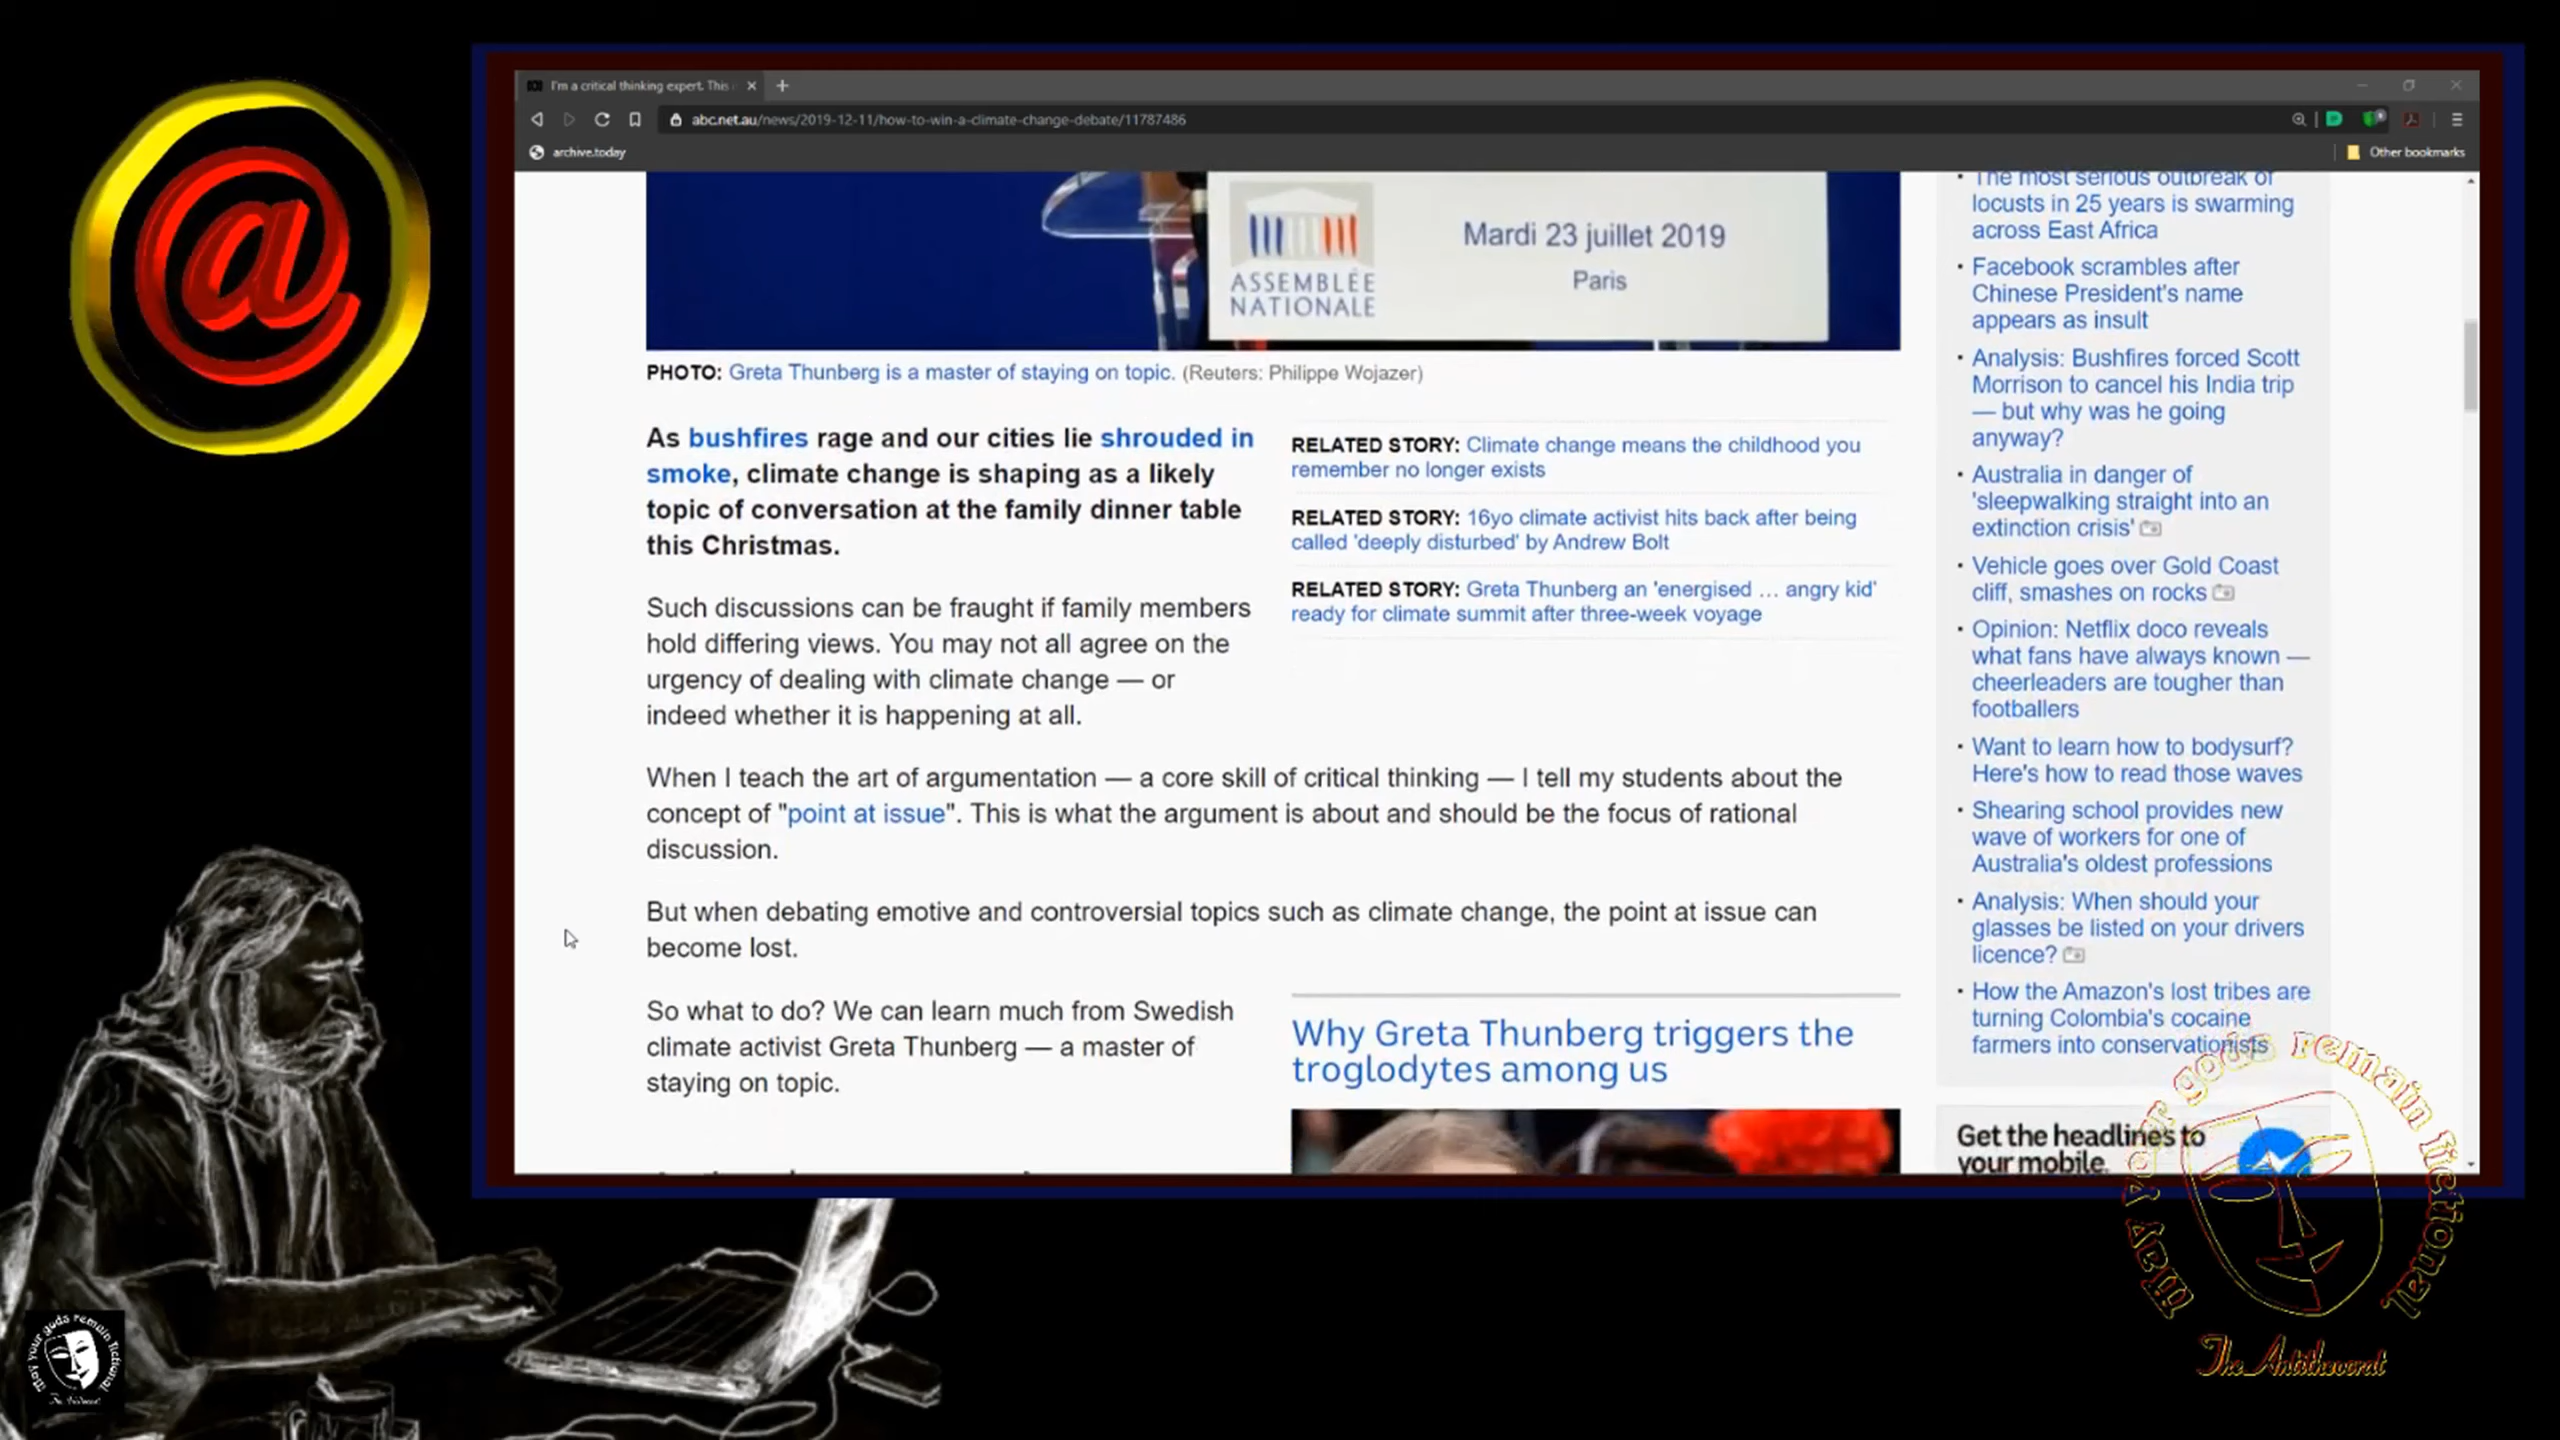 @
I'm a critical thinking expert. This
abc.net.au/news/2019-12-11/how-to-win-a-climate-change-debate/11787486
archive.today
Other bookmarks
ASSEMBLÉE
NATIONALE
Mardi 23 juillet 2019
Paris
PHOTO: Greta Thunberg is a master of staying on topic. (Reuters: Philippe Wojazer)
As bushfires rage and our cities lie shrouded in
smoke, climate change is shaping as a likely
topic of conversation at the family dinner table
this Christmas.
Such discussions can be fraught if family members
hold differing views. You may not all agree on the
urgency of dealing with climate change — or
indeed whether it is happening at all.
RELATED STORY: Climate change means the childhood you
remember no longer exists
RELATED STORY: 16yo climate activist hits back after being
called 'deeply disturbed' by Andrew Bolt
RELATED STORY: Greta Thunberg an 'energised ... angry kid'
ready for climate summit after three-week voyage
When I teach the art of argumentation — a core skill of critical thinking — I tell my students about the
concept of "point at issue". This is what the argument is about and should be the focus of rational
discussion.
But when debating emotive and controversial topics such as climate change, the point at issue can
become lost.
So what to do? We can learn much from Swedish
climate activist Greta Thunberg — a master of
staying on topic.
Why Greta Thunberg triggers the
troglodytes among us
The most serious outbreak of
locusts in 25 years is swarming
across East Africa
Facebook scrambles after
Chinese President's name
appears as insult
Analysis: Bushfires forced Scott
Morrison to cancel his India trip
— but why was he going
anyway?
Australia in danger of
'sleepwalking straight into an
extinction crisis'
Vehicle goes over Gold Coast
cliff, smashes on rocks
Opinion: Netflix doco reveals
what fans have always known —
cheerleaders are tougher than
footballers
Want to learn how to bodysurf?
Here's how to read those waves
Shearing school provides new
wave of workers for one of
Australia's oldest professions
Analysis: When should your
glasses be listed on your drivers
licence?
How the Amazon's lost tribes are
turning Colombia's cocaine
farmers into conservationists
Get the headlines to
your mobile
May your gods remain fictional
The Antitheocrat
May your gods remain fictional